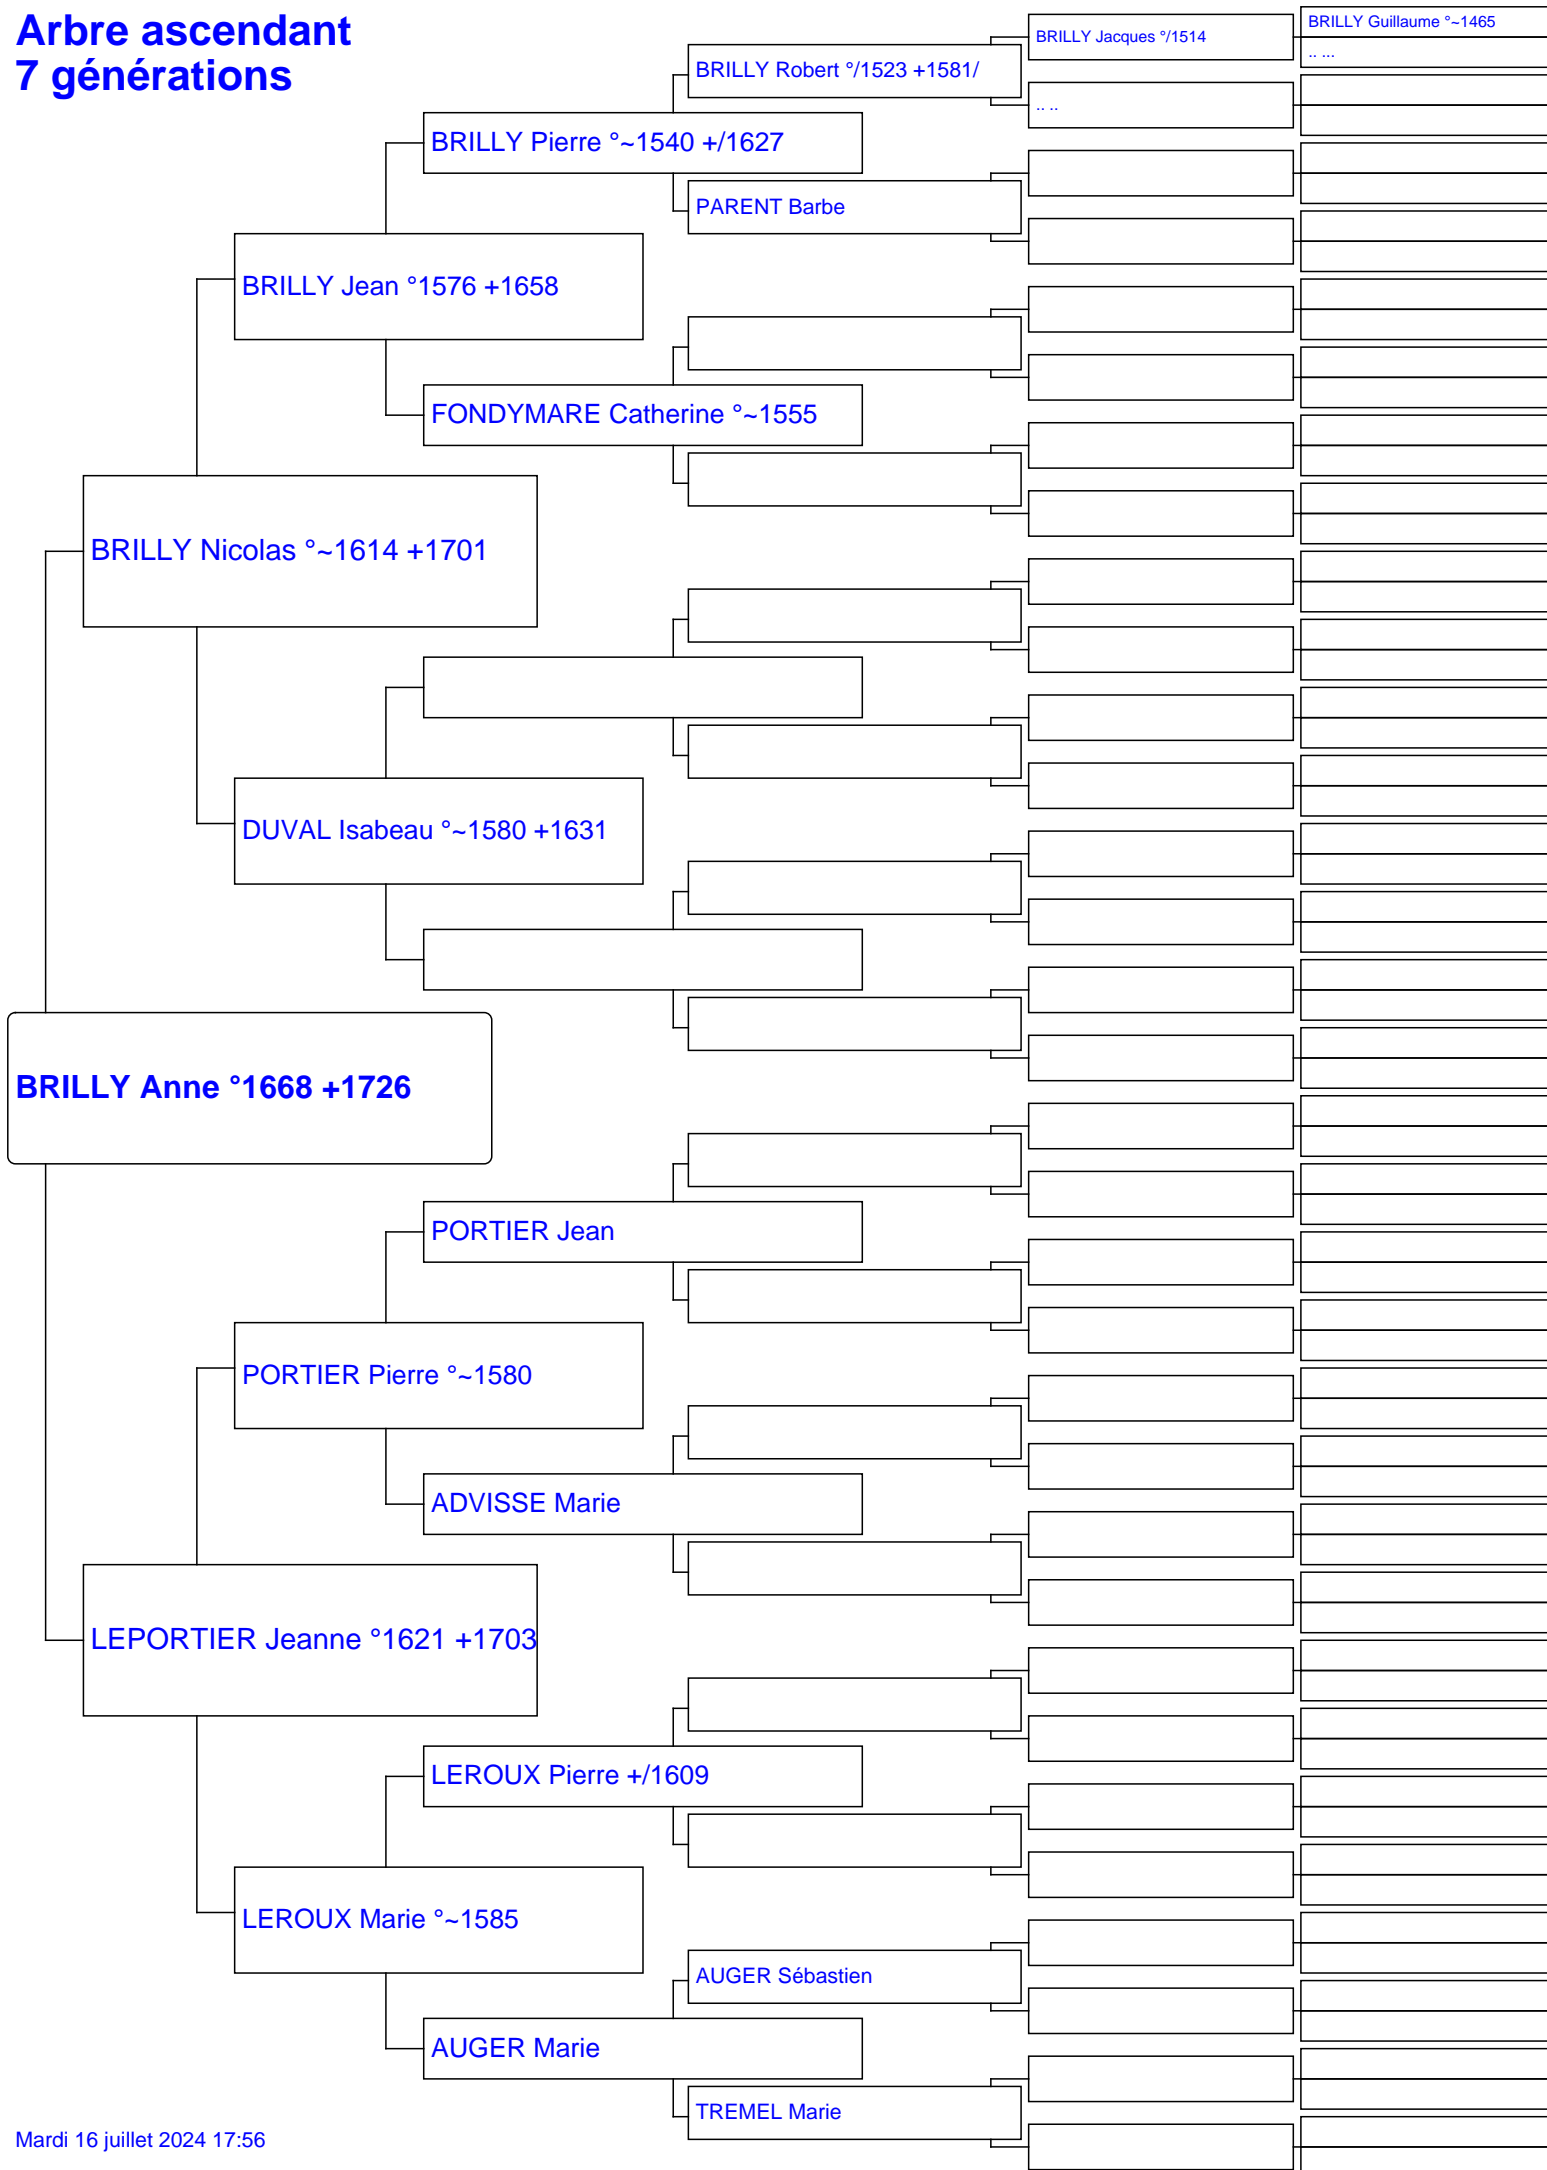 Arbre ascendant
7 générations
BRILLY Guillaume °~1465
BRILLY Jacques °/1514
.. ...
BRILLY Robert °/1523 +1581/
.. ..
BRILLY Pierre °~1540 +/1627
PARENT Barbe
BRILLY Jean °1576 +1658
FONDYMARE Catherine °~1555
BRILLY Nicolas °~1614 +1701
DUVAL Isabeau °~1580 +1631
BRILLY Anne °1668 +1726
PORTIER Jean
PORTIER Pierre °~1580
ADVISSE Marie
LEPORTIER Jeanne °1621 +1703
LEROUX Pierre +/1609
LEROUX Marie °~1585
AUGER Sébastien
AUGER Marie
TREMEL Marie
Mardi 16 juillet 2024 17:56